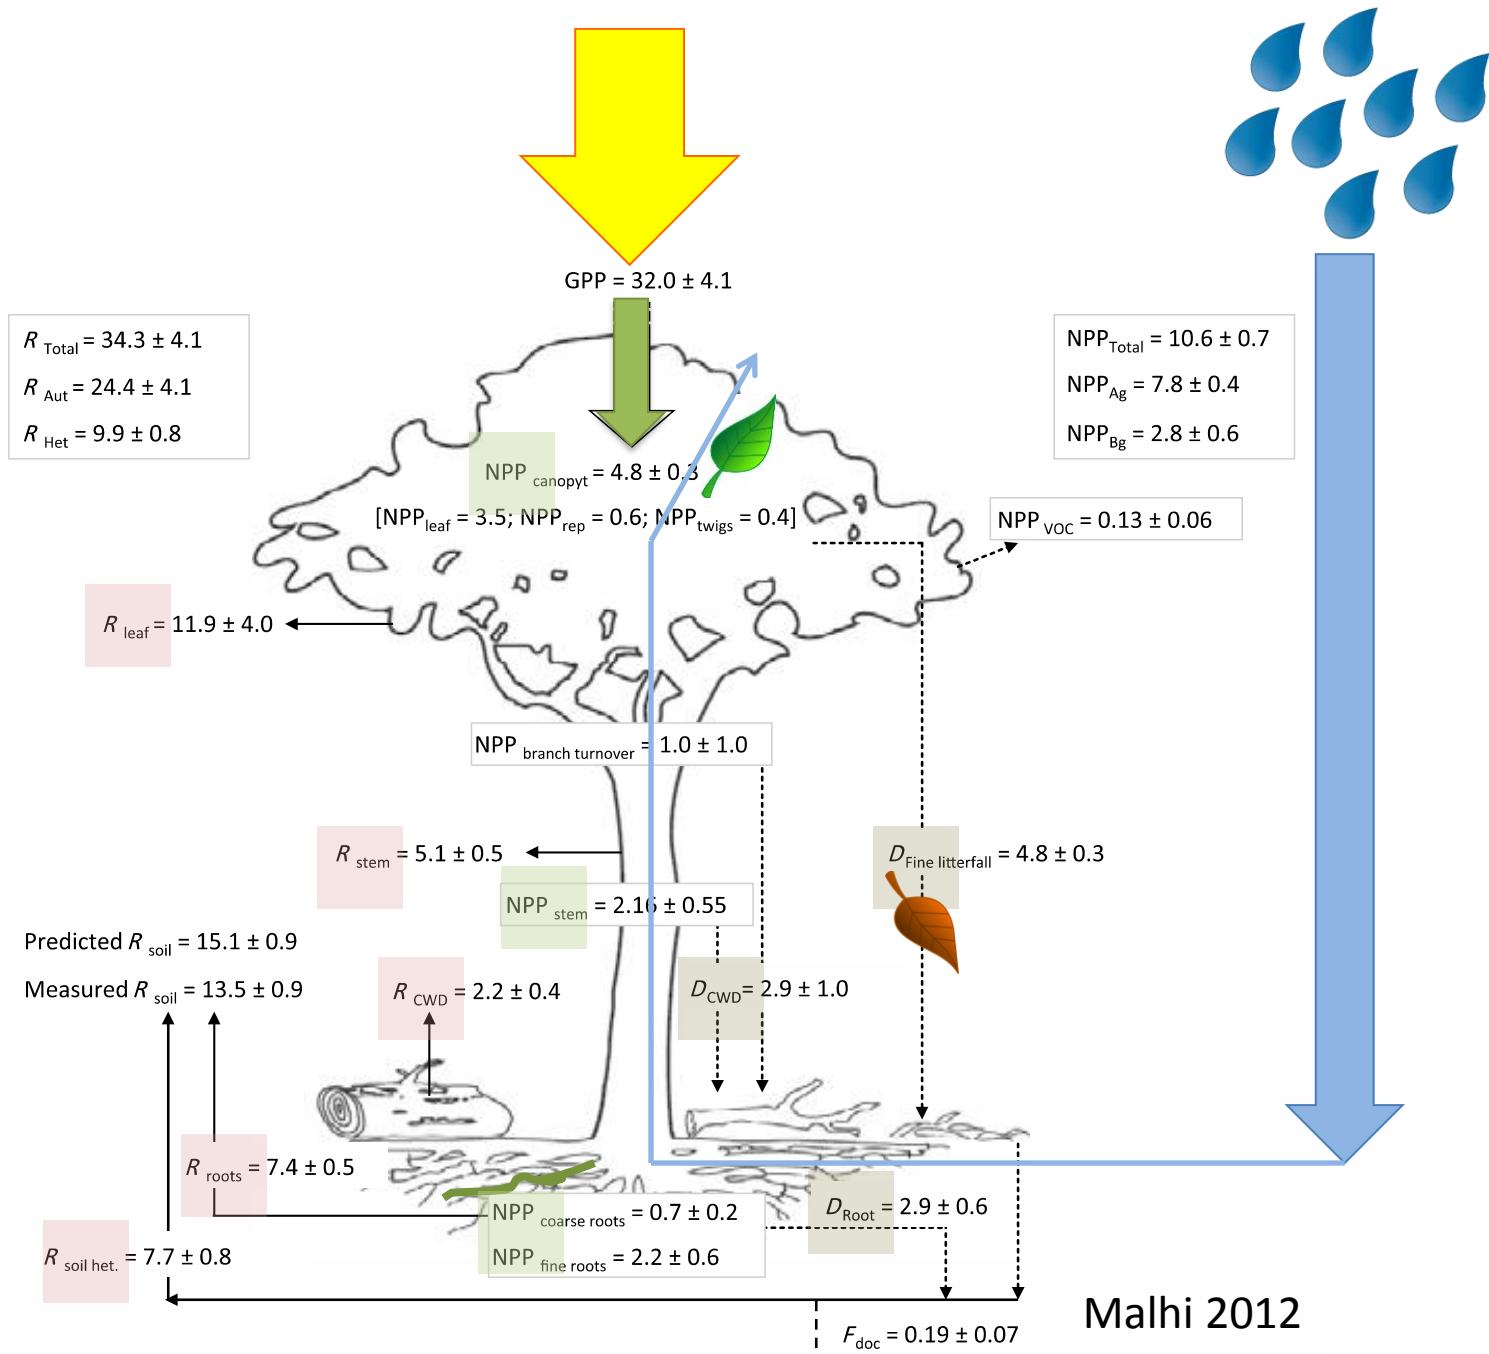 GPP = 32.0 ± 4.1
R Total = 34.3 ± 4.1
R Aut = 24.4 ± 4.1
R Het = 9.9 ± 0.8
NPPTotal = 10.6 ± 0.7
NPPAg = 7.8 ± 0.4
NPPBg = 2.8 ± 0.6
NPP canopyt = 4.8 ± 0.3
[NPPleaf = 3.5; NPPrep = 0.6; NPPtwigs = 0.4]
NPP VOC = 0.13 ± 0.06
R leaf = 11.9 ± 4.0
NPP branch turnover = 1.0 ± 1.0
R stem = 5.1 ± 0.5
DFine litterfall = 4.8 ± 0.3
NPP stem = 2.16 ± 0.55
Predicted R soil = 15.1 ± 0.9
Measured R soil = 13.5 ± 0.9
R CWD = 2.2 ± 0.4
DCWD= 2.9 ± 1.0
R roots = 7.4 ± 0.5
NPP coarse roots = 0.7 ± 0.2
NPP fine roots = 2.2 ± 0.6
DRoot = 2.9 ± 0.6
R soil het. = 7.7 ± 0.8
Malhi 2012
Fdoc = 0.19 ± 0.07